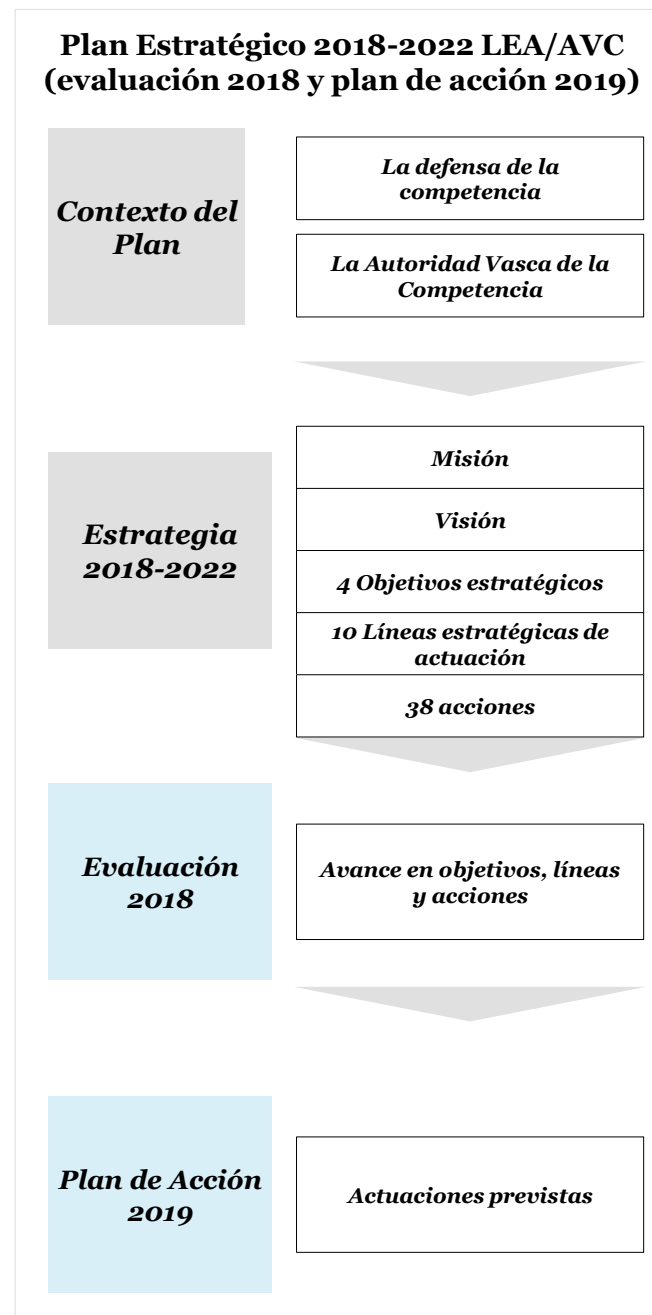 Plan Estratégico 2018-2022 LEA/AVC
(evaluación 2018 y plan de acción 2019)
Contexto del
Plan
La defensa de la
competencia
La Autoridad Vasca de la
Competencia
Estrategia
2018-2022
Misión
Visión
4 Objetivos estratégicos
10 Líneas estratégicas de
actuación
38 acciones
Evaluación
2018
Avance en objetivos, líneas
y acciones
Plan de Acción
2019
Actuaciones previstas